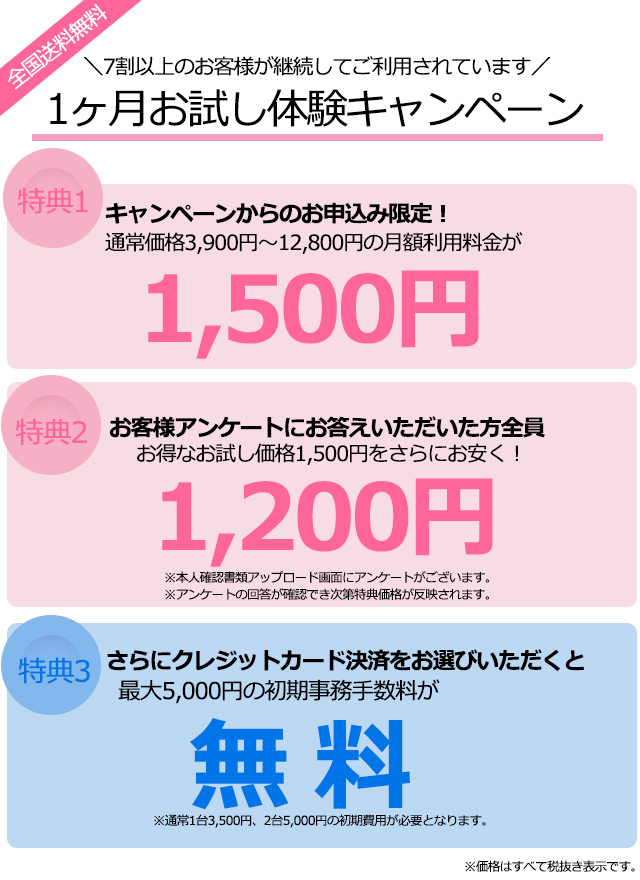 全国送料無料
＼7割以上のお客様が継続してご利用されています／
1ヶ月お試し体験キャンペーン
特典1
キャンペーンからのお申込み限定！
通常価格3,900円～12,800円の月額利用料金が
1,500円
特典2
お客様アンケートにお答えいただいた方全員
お得なお試し価格1,500円をさらにお安く！
1,200円
※本人確認書類アップロード画面にアンケートがございます。
※アンケートの回答が確認でき次第特典価格が反映されます。
特典3
さらにクレジットカード決済をお選びいただくと
最大5,000円の初期事務手数料が
無料
※通常1台3,500円、2台5,000円の初期費用が必要となります。
※価格はすべて税抜き表示です。